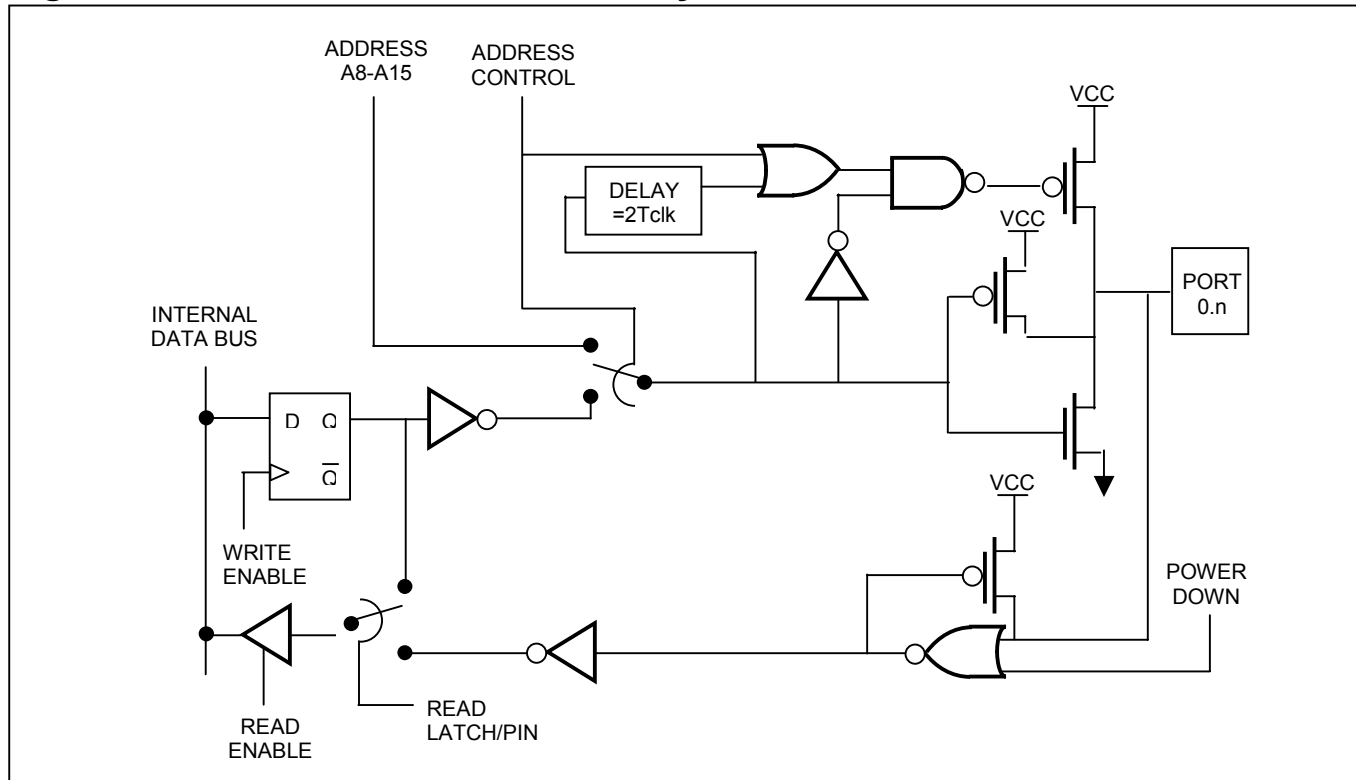 ADDRESS
A8-A15
ADDRESS
CONTROL
VCC
DELAY
=2Tclk
VCC
PORT
0.n
INTERNAL
DATA BUS
D Q
Q̅
VCC
WRITE
ENABLE
POWER
DOWN
READ
LATCH/PIN
READ
ENABLE